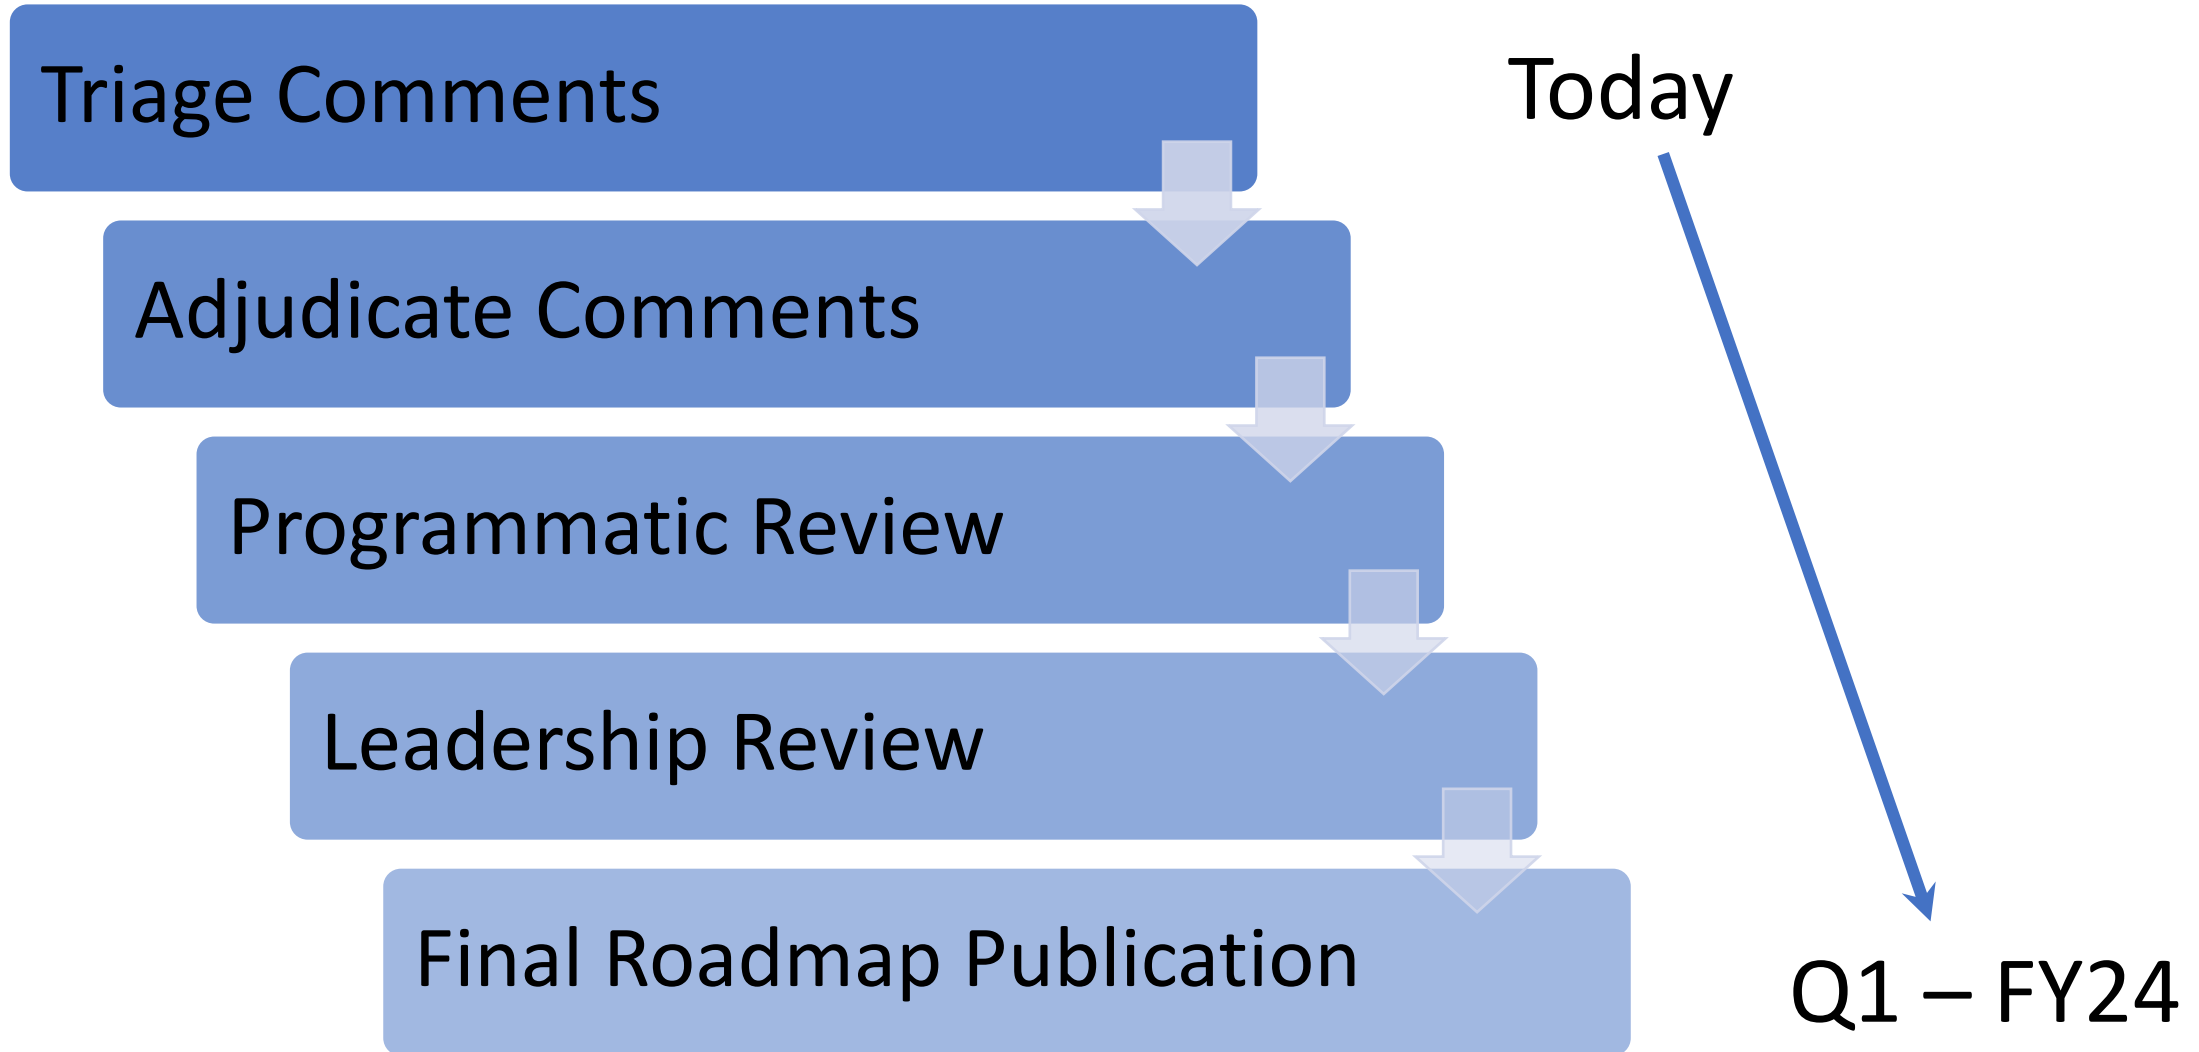 Triage Comments
Today
Adjudicate Comments
Programmatic Review
Leadership Review
Final Roadmap Publication
Q1 – FY24